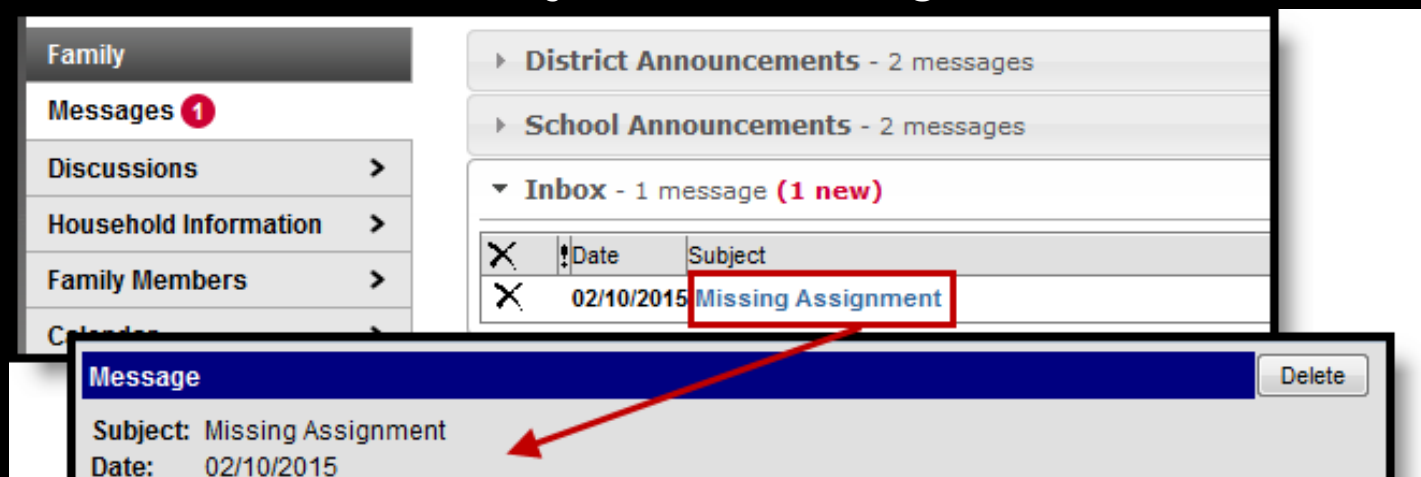 Family
Messages 1
Discussions
Household Information
Family Members
Calendar
District Announcements - 2 messages
School Announcements - 2 messages
Inbox - 1 message (1 new)
! Date Subject
02/10/2015 Missing Assignment
Message Delete
Subject: Missing Assignment
Date: 02/10/2015